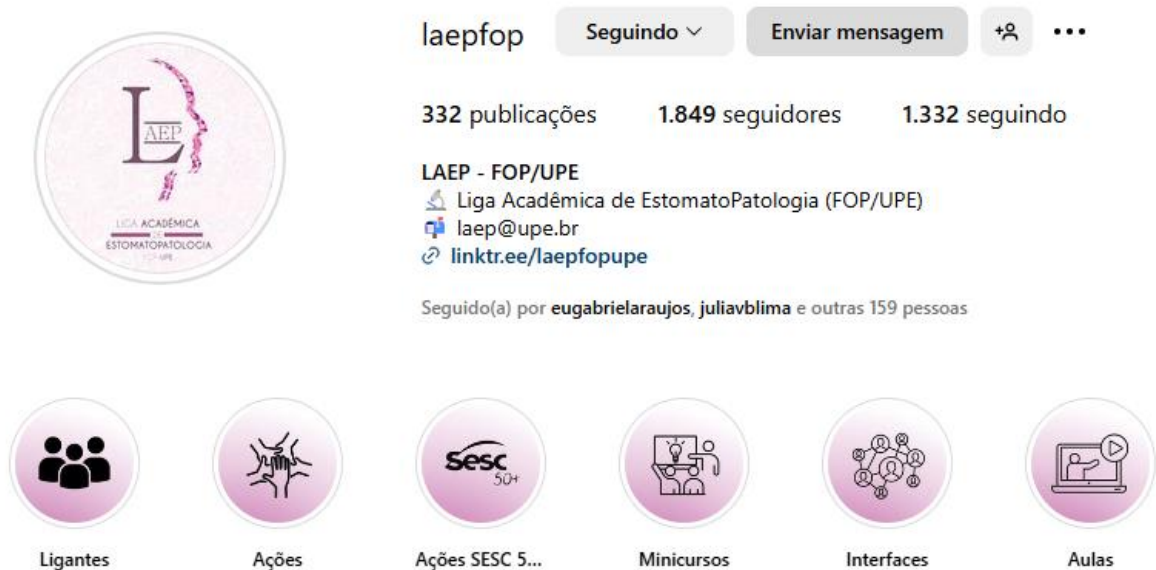 laepfop Seguindo Enviar mensagem
332 publicações 1.849 seguidores 1.332 seguindo
LAEP - FOP/UPE
Liga Acadêmica de EstomatoPatologia (FOP/UPE)
laep@upe.br
linktr.ee/laepfopupe
Seguido(a) por eugabrielaraujos, juliavblima e outras 159 pessoas
LAEP
LIGA ACADÊMICA
DE
ESTOMATOPATOLOGIA
FOP-UPE
Sesc
50+
Ligantes Ações Ações SESC 5... Minicursos Interfaces Aulas